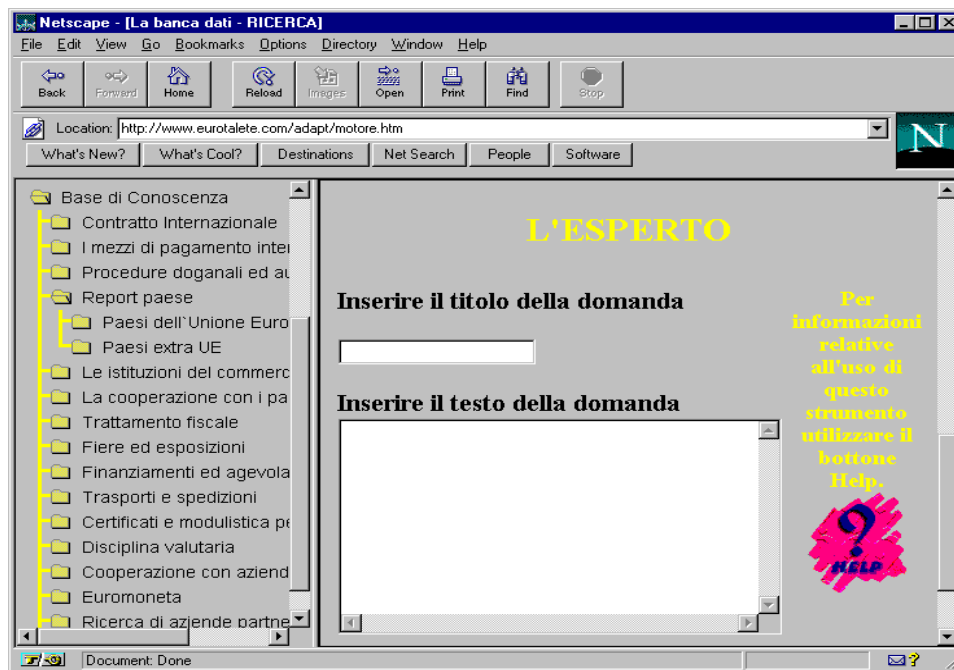 Netscape - [La banca dati - RICERCA]
File Edit View Go Bookmarks Options Directory Window Help
Back Forward Home Reload Images Open Print Find Stop
Location: http://www.eurotalete.com/adapt/motore.htm
N
What's New? What's Cool? Destinations Net Search People Software
Base di Conoscenza
Contratto Internazionale
I mezzi di pagamento inter
Procedure doganali ed au
Report paese
Paesi dell`Unione Euro
Paesi extra UE
Le istituzioni del commerc
La cooperazione con i pa
Trattamento fiscale
Fiere ed esposizioni
Finanziamenti ed agevola
Trasporti e spedizioni
Certificati e modulistica pe
Disciplina valutaria
Cooperazione con aziend
Euromoneta
Ricerca di aziende partne
L'ESPERTO
Inserire il titolo della domanda
Inserire il testo della domanda
Per
informazioni
relative
all'uso di
questo
strumento
utilizzare il
bottone
Help.
?
HELP
Document: Done
?